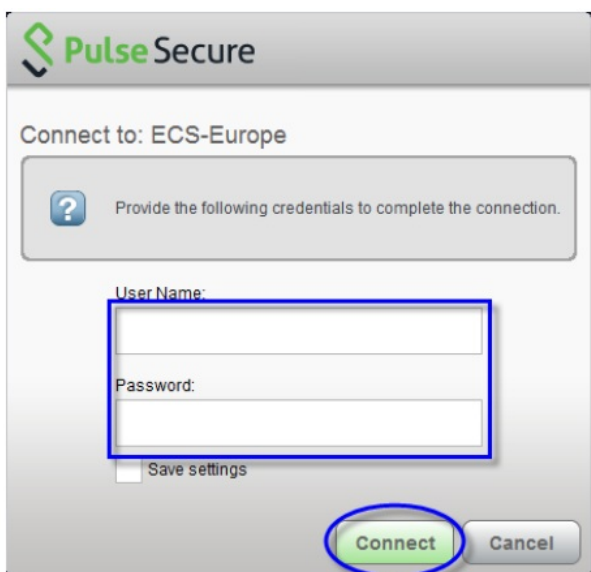 Pulse Secure
Connect to: ECS-Europe
?
Provide the following credentials to complete the connection.
User Name:
Password:
Save settings
Connect Cancel